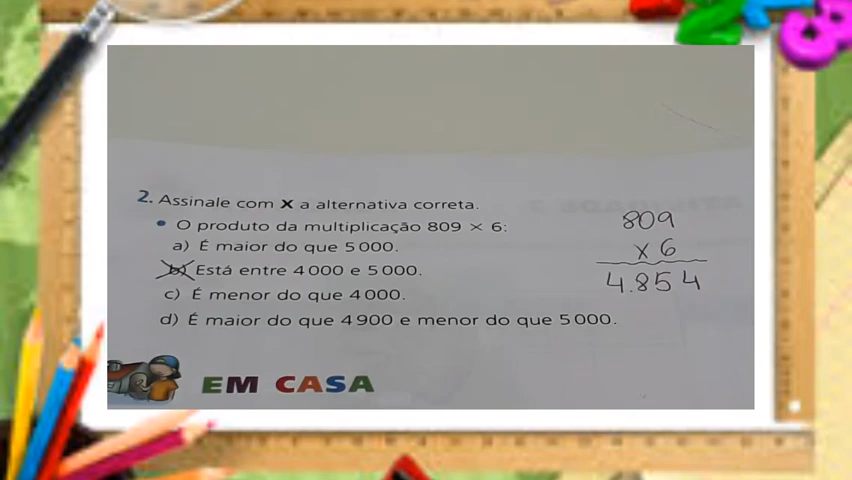 2. Assinale com x a alternativa correta.
• O produto da multiplicação 809 × 6:
a) É maior do que 5 000.
b) Está entre 4 000 e 5 000.
c) É menor do que 4 000.
d) É maior do que 4 900 e menor do que 5 000.
809
x 6
4.854
EM CASA